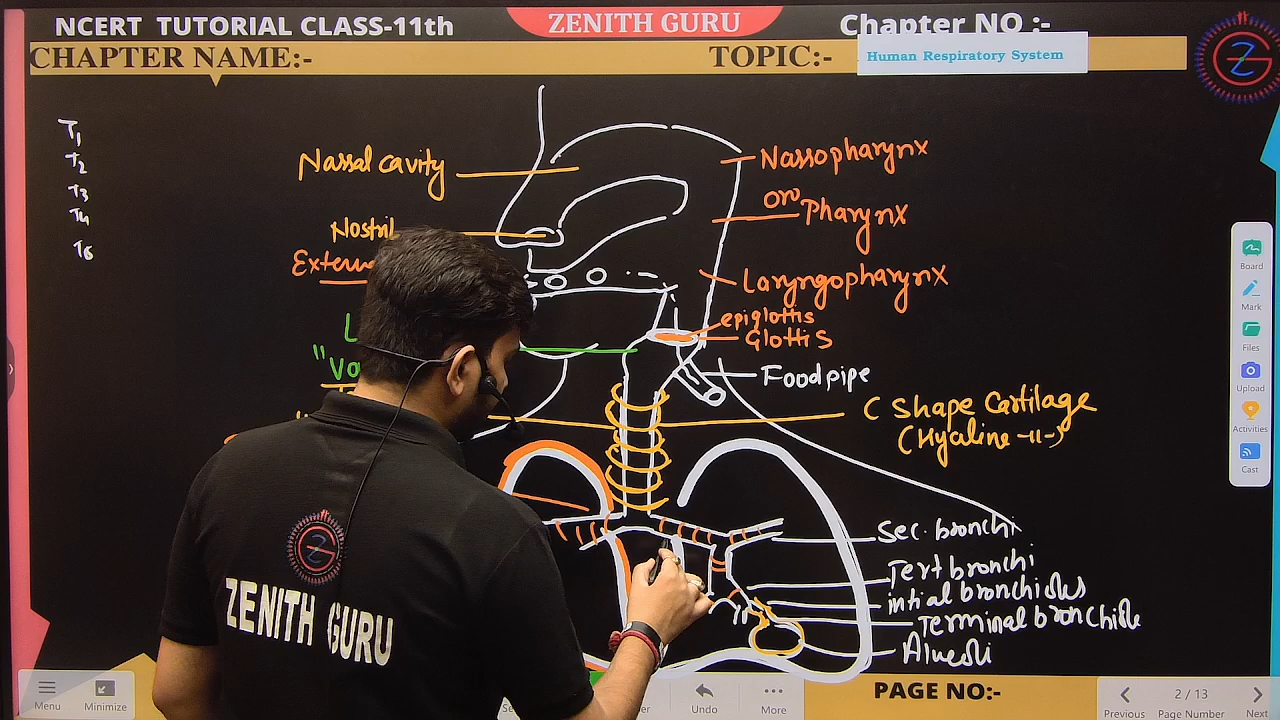 NCERT TUTORIAL CLASS-11th
ZENITH GURU
Chapter NO :-
CHAPTER NAME:-
TOPIC:-
Human Respiratory System
T1
T2
T3
T4
Nassal cavity
Nassopharynx
oro pharynx
Nostril
Laryngopharynx
epiglottis
Glottis
Food pipe
C Shape Cartilage
(Hyaline -11-)
Sec. bronchi
Tert bronchi
intial bronchioles
Terminal bronchiole
Alveoli
ZENITH GURU
Board
Mark
Files
Upload
Activities
Cast
Menu
Minimize
Undo
More
PAGE NO:-
2 / 13
Previous
Page Number
Next